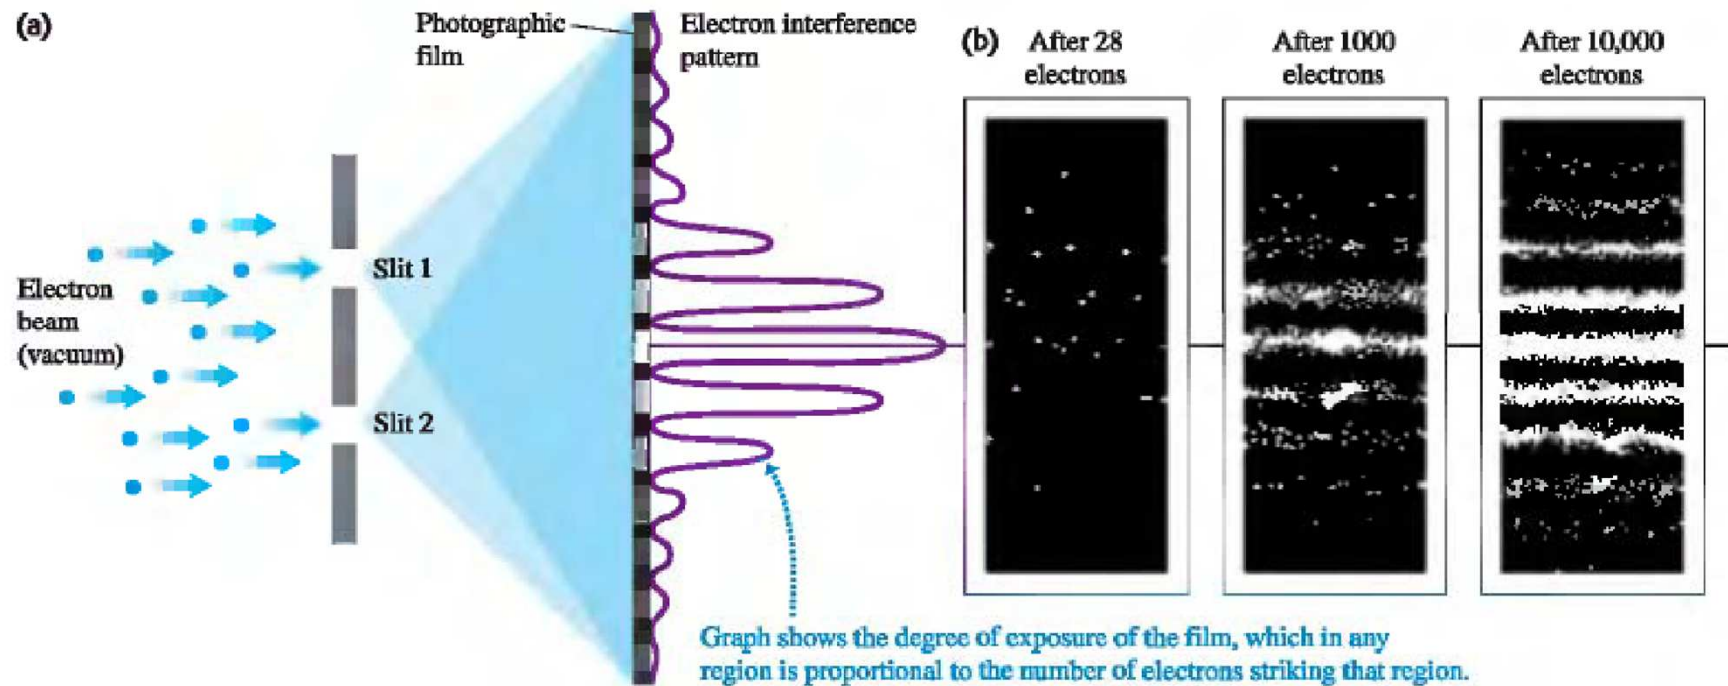 (a)
Photographic
film
Electron interference
pattern
Electron
beam
(vacuum)
Slit 1
Slit 2
Graph shows the degree of exposure of the film, which in any
region is proportional to the number of electrons striking that region.
(b)
After 28
electrons
After 1000
electrons
After 10,000
electrons